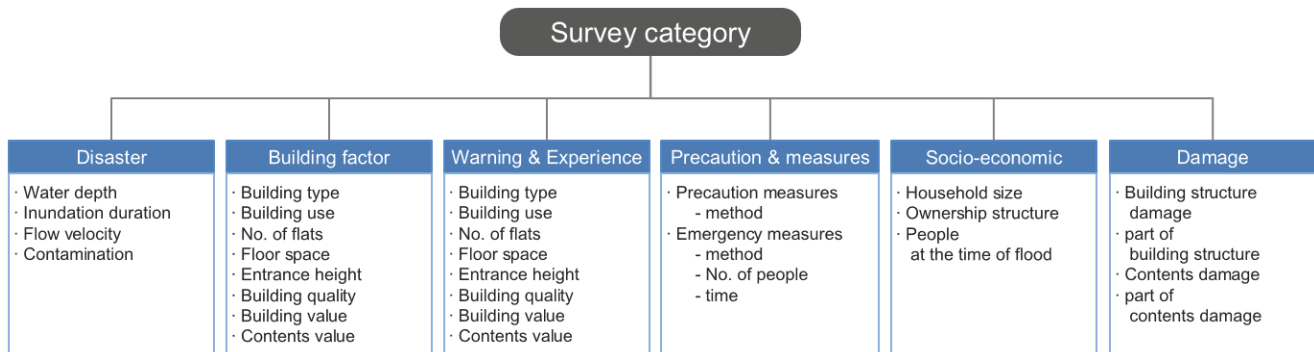 Survey category
Disaster
· Water depth
· Inundation duration
· Flow velocity
· Contamination
Building factor
· Building type
· Building use
· No. of flats
· Floor space
· Entrance height
· Building quality
· Building value
· Contents value
Warning & Experience
· Building type
· Building use
· No. of flats
· Floor space
· Entrance height
· Building quality
· Building value
· Contents value
Precaution & measures
· Precaution measures
- method
· Emergency measures
- method
- No. of people
- time
Socio-economic
· Household size
· Ownership structure
· People
at the time of flood
Damage
· Building structure
damage
· part of
building structure
· Contents damage
· part of
contents damage